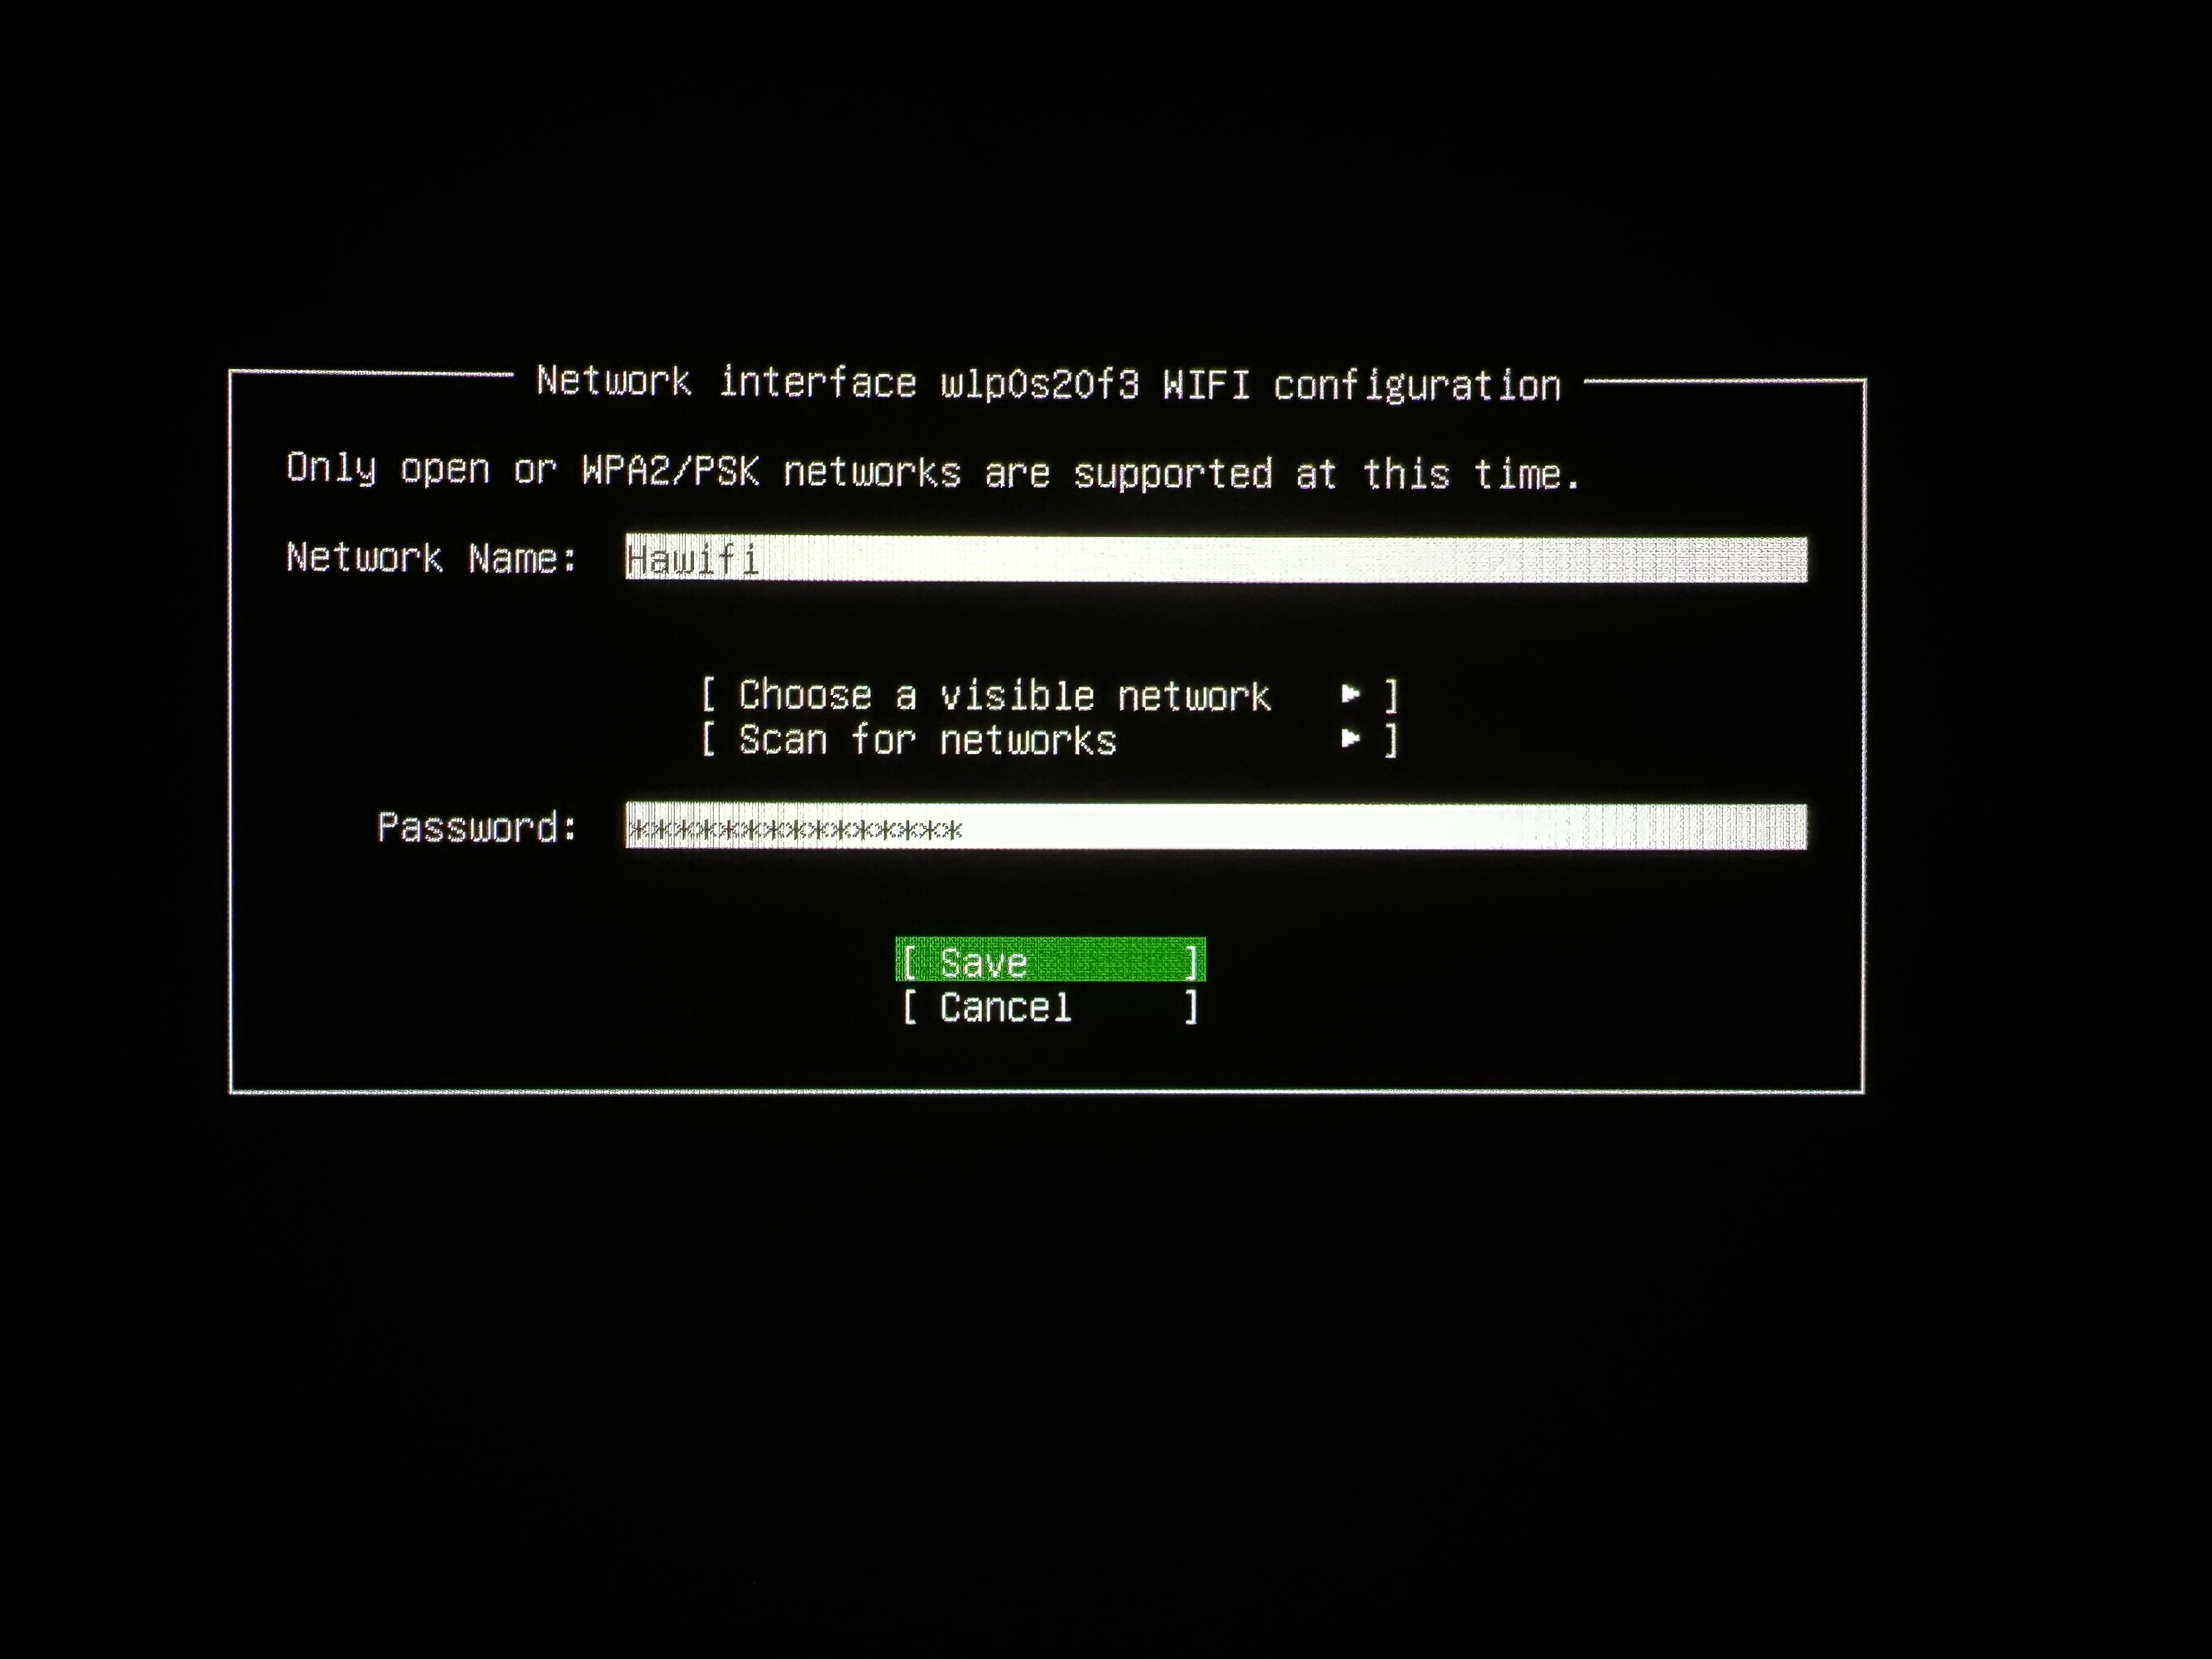 Network interface wlp0s20f3 WIFI configuration
Only open or WPA2/PSK networks are supported at this time.
Network Name: Hawifi
[ Choose a visible network ▸ ]
[ Scan for networks ▸ ]
Password: ***************
[ Save ]
[ Cancel ]